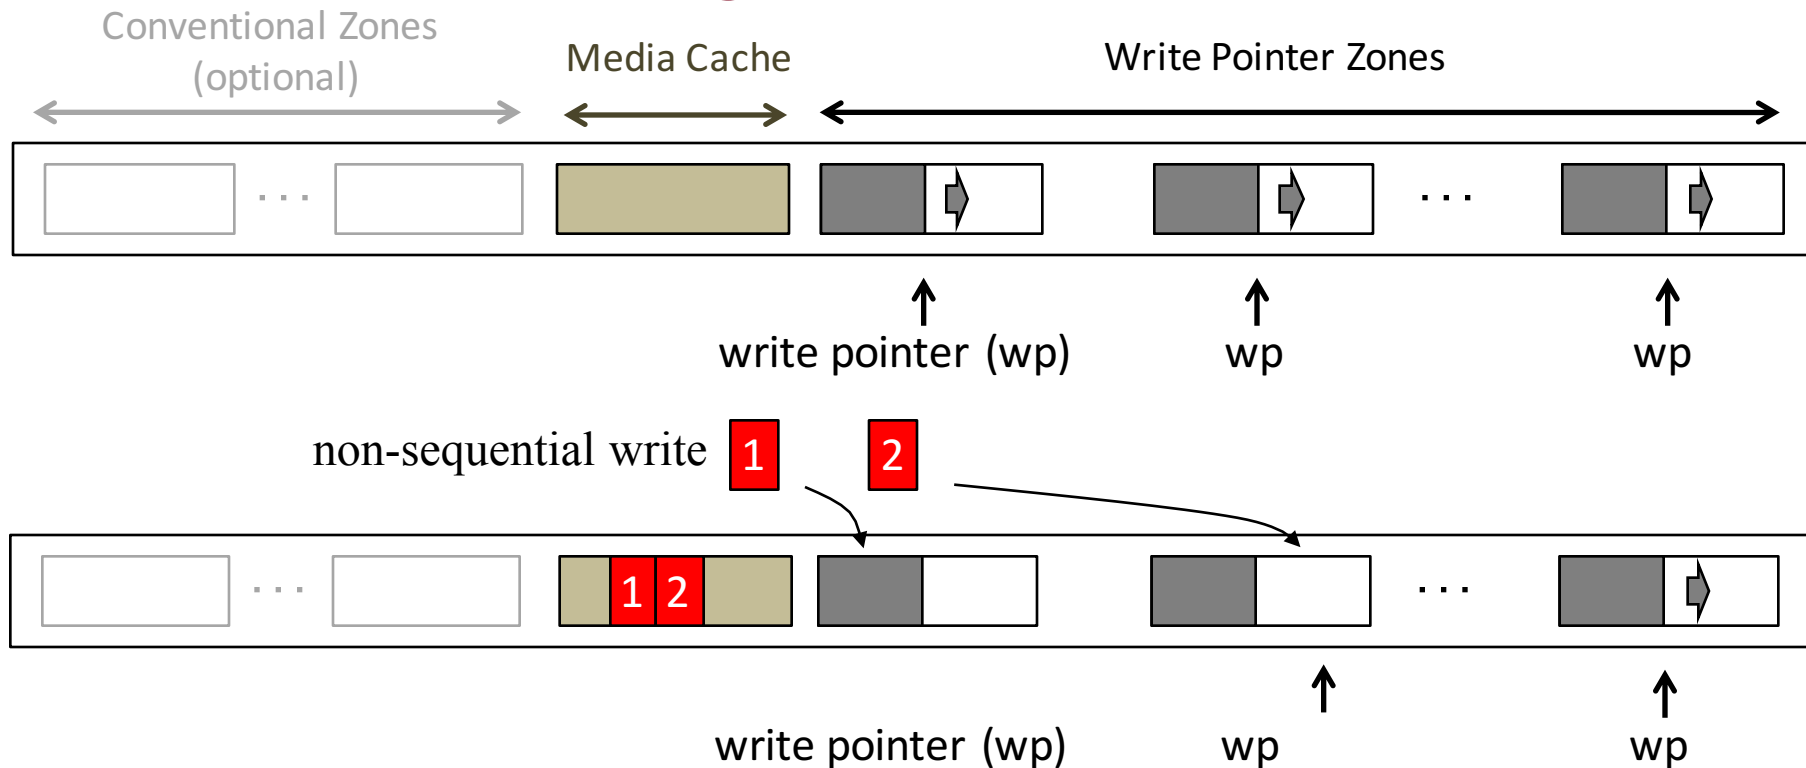 Conventional Zones
(optional)
Media Cache
Write Pointer Zones
. . .
. . .
write pointer (wp)
wp
wp
non-sequential write 1 2
. . .
1 2
. . .
write pointer (wp)
wp
wp